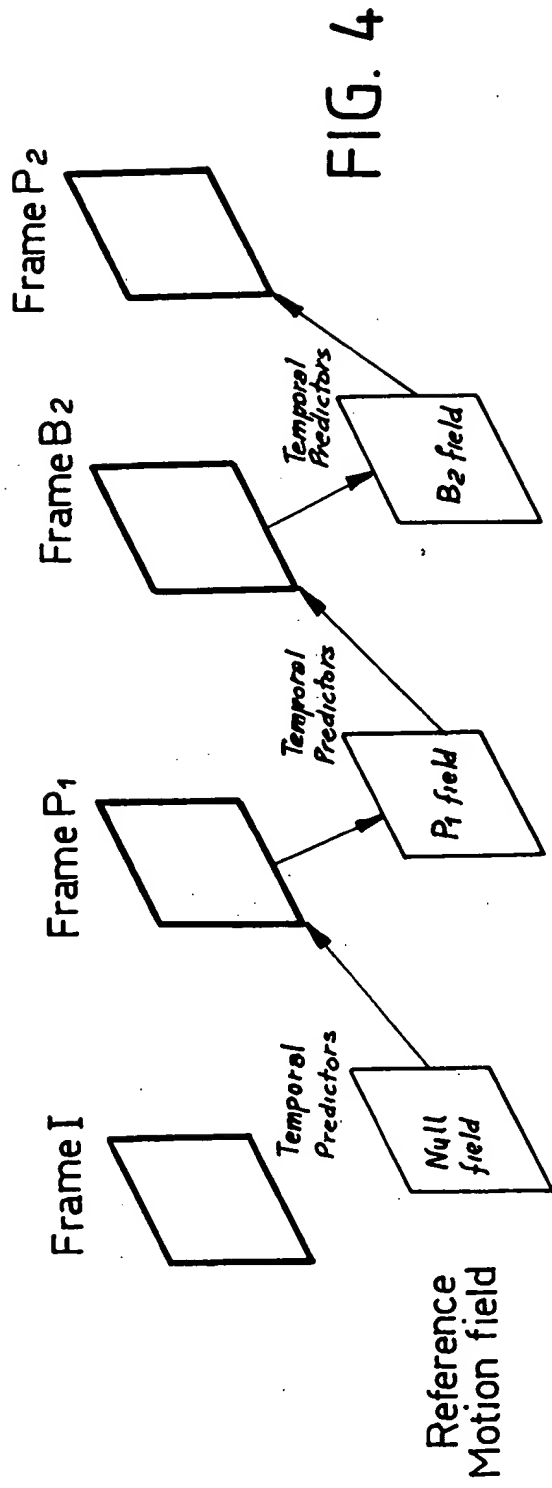 Frame I
Frame P1
Frame B2
Frame P2
Temporal
Predictors
Temporal
Predictors
Temporal
Predictors
Null
field
P1 field
B2 field
Reference
Motion field
FIG. 4